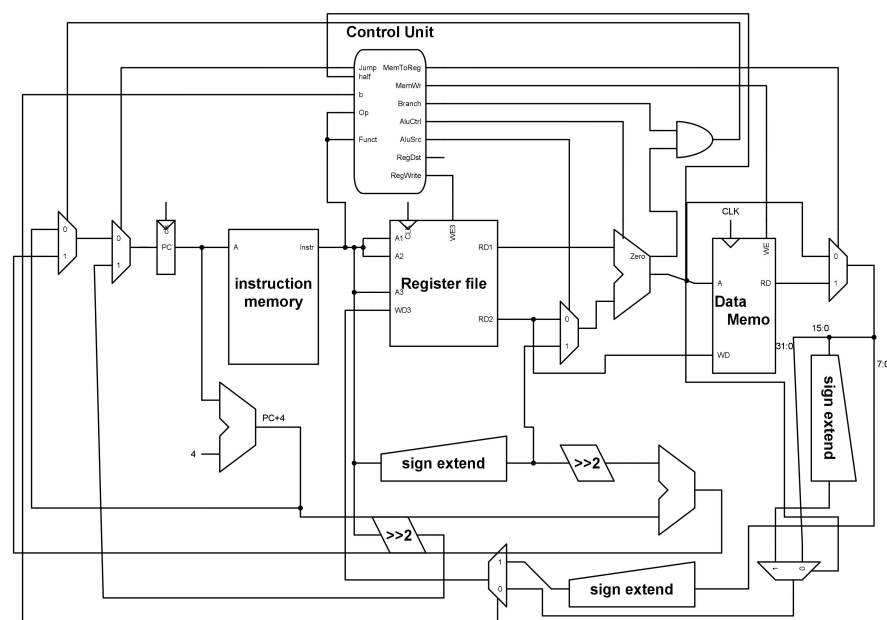 Control Unit
Jump
half
b
Op
Funct
MemToReg
MemWr
Branch
AluCtrl
AluSrc
RegDst
RegWrite
0
1
0
1
PC
A
Instr
instruction
memory
CLK
WE3
A1
A2
A3
WD3
RD1
RD2
Register file
0
1
Zero
CLK
WE
A
RD
WD
Data
Memo
0
1
15:0
31:0
7:0
sign extend
PC+4
4
sign extend
>>2
>>2
1
0
sign extend
1
0